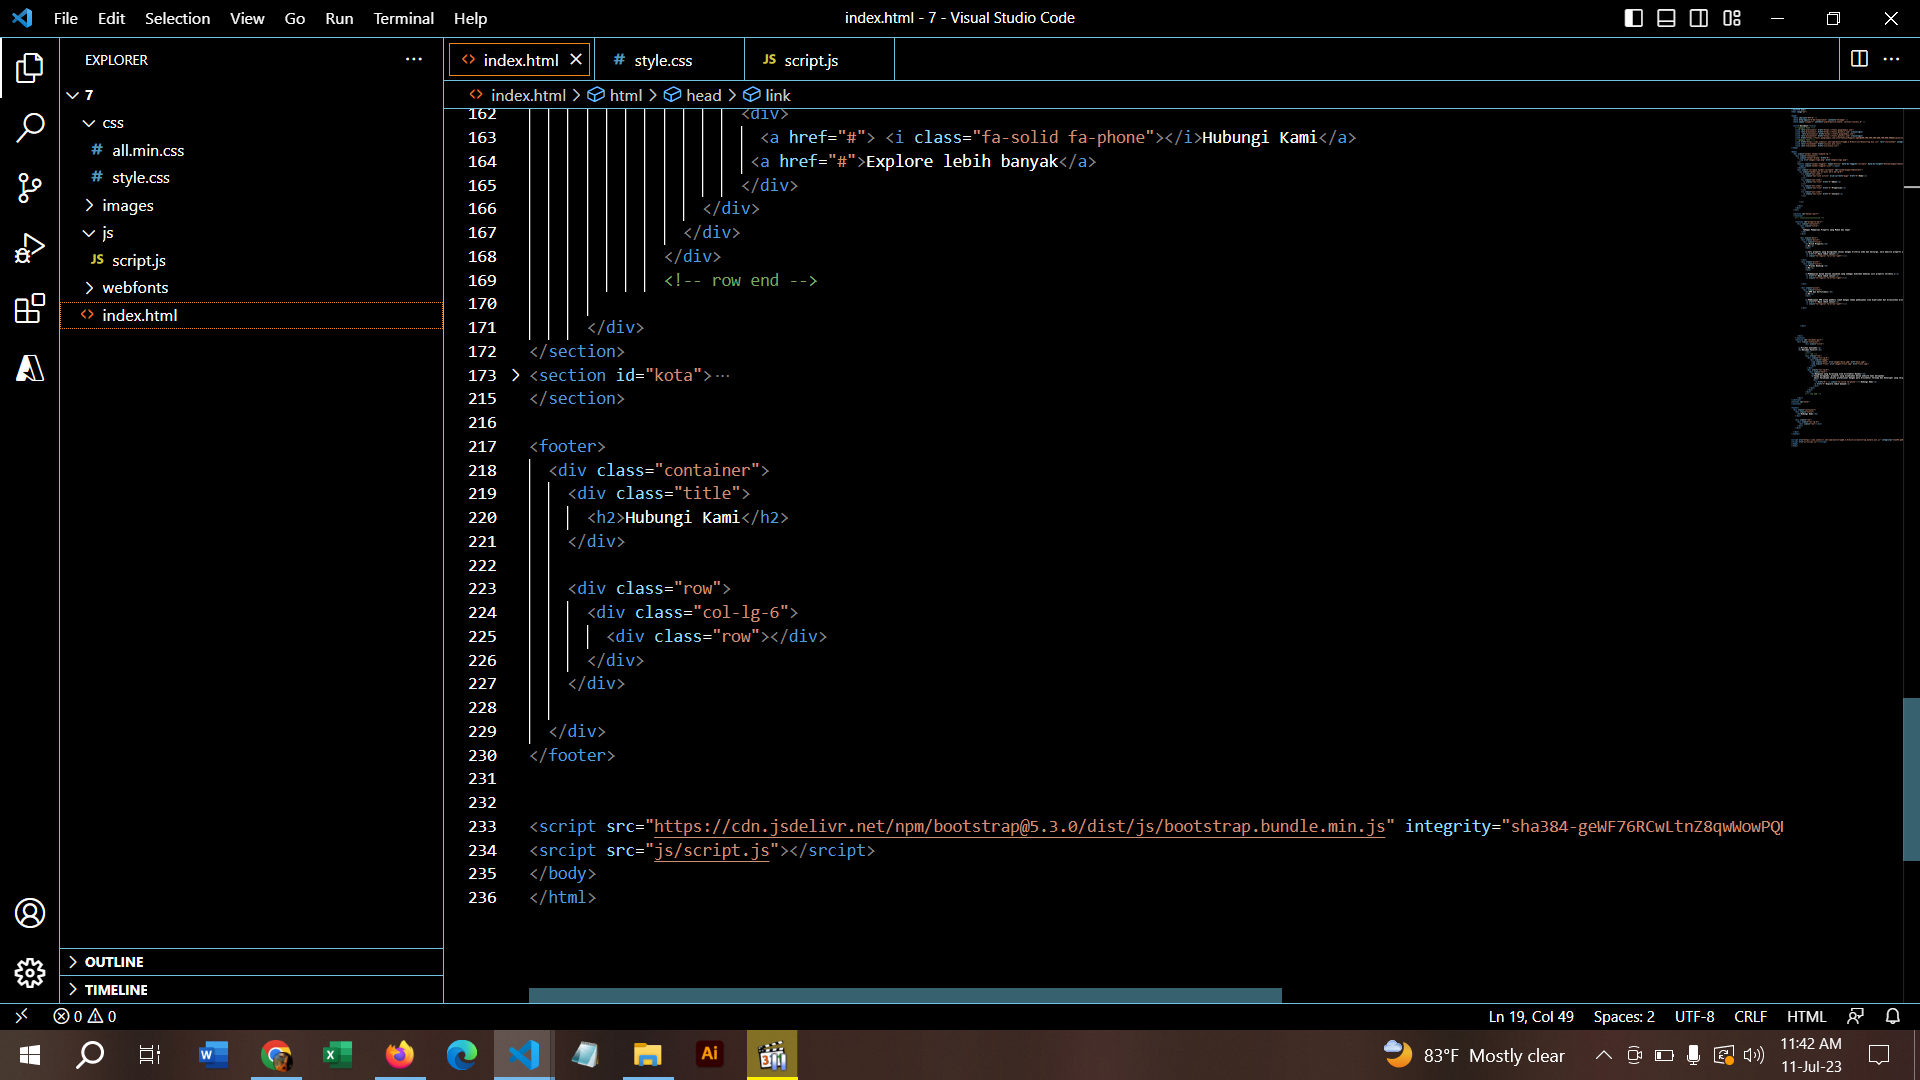 File Edit Selection View Go Run Terminal Help
index.html - 7 - Visual Studio Code
EXPLORER
7
css
# all.min.css
# style.css
images
js
JS script.js
webfonts
<> index.html
OUTLINE
TIMELINE
<> index.html
# style.css
JS script.js
<> index.html > html > head > link
162 <div>
163 <a href="#"> <i class="fa-solid fa-phone"></i>Hubungi Kami</a>
164 <a href="#">Explore lebih banyak</a>
165 </div>
166 </div>
167 </div>
168 </div>
169 <!-- row end -->
170
171 </div>
172 </section>
173 <section id="kota">…
215 </section>
216
217 <footer>
218 <div class="container">
219 <div class="title">
220 <h2>Hubungi Kami</h2>
221 </div>
222
223 <div class="row">
224 <div class="col-lg-6">
225 <div class="row"></div>
226 </div>
227 </div>
228
229 </div>
230 </footer>
231
232
233 <script src="https://cdn.jsdelivr.net/npm/bootstrap@5.3.0/dist/js/bootstrap.bundle.min.js" integrity="sha384-geWF76RCwLtnZ8qwWowPQ
234 <srcipt src="js/script.js"></srcipt>
235 </body>
236 </html>
0 0
Ln 19, Col 49 Spaces: 2 UTF-8 CRLF HTML
83°F Mostly clear
11:42 AM
11-Jul-23